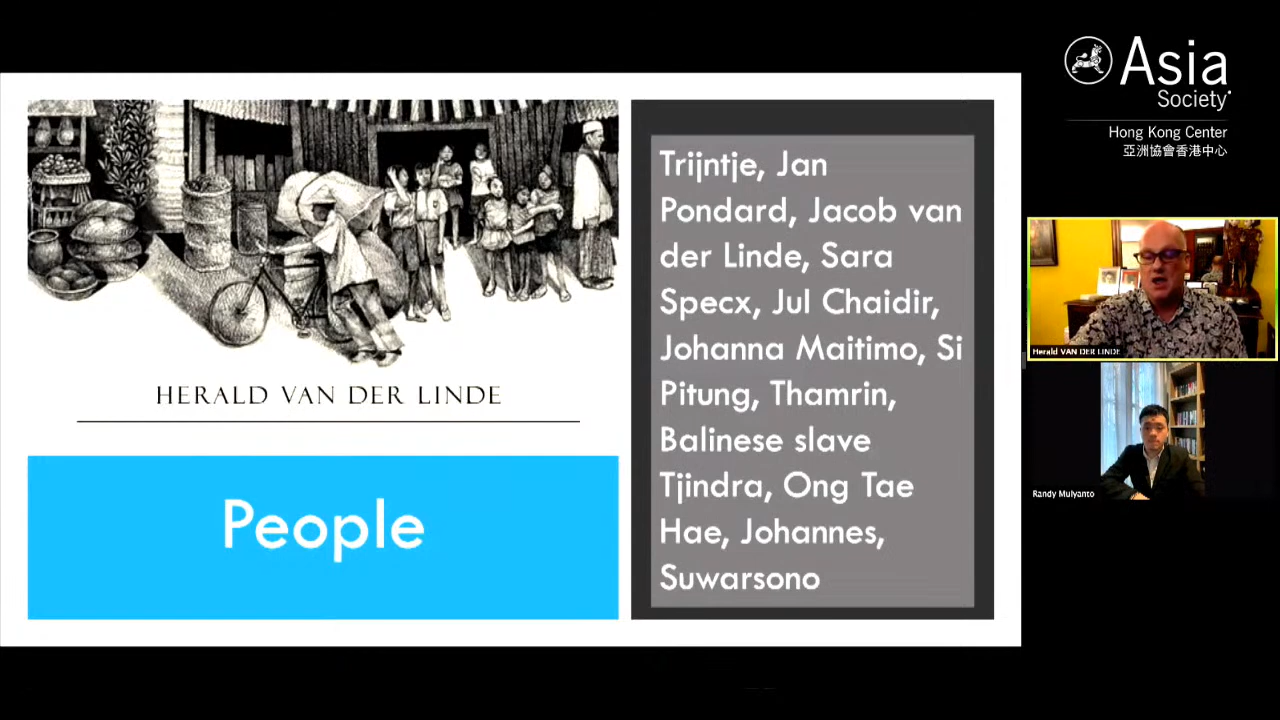 HERALD VAN DER LINDE
People
Trijntje, Jan
Pondard, Jacob van
der Linde, Sara
Specx, Jul Chaidir,
Johanna Maitimo, Si
Pitung, Thamrin,
Balinese slave
Tjindra, Ong Tae
Hae, Johannes,
Suwarsono
Asia
Society
Hong Kong Center
亞洲協會香港中心
Herald VAN DER LINDE
Randy Mulyanto